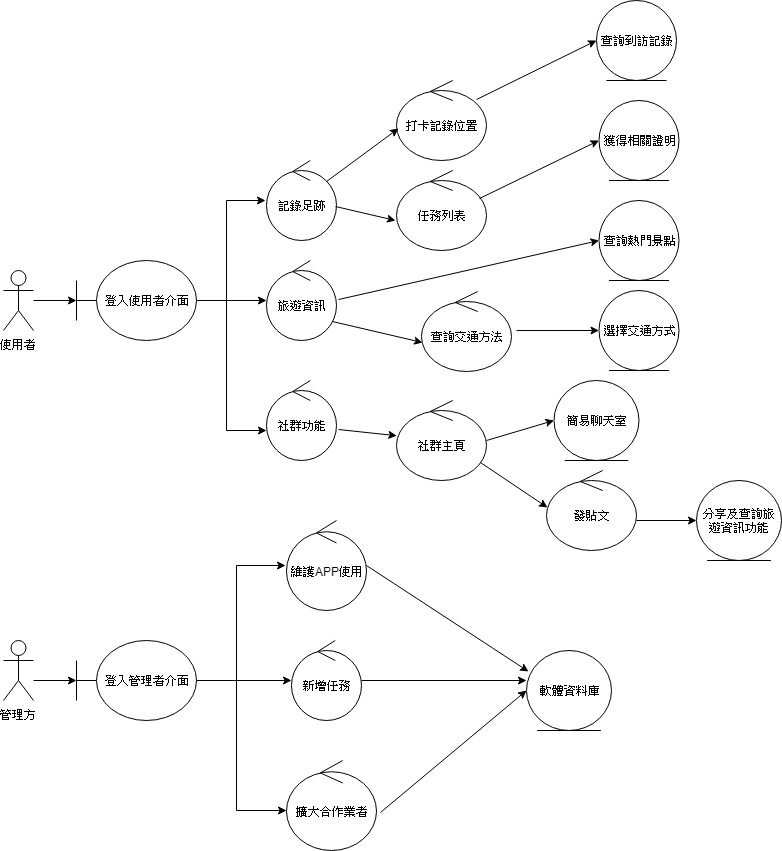 查詢到訪記錄
打卡記錄位置
獲得相關證明
記錄足跡
任務列表
查詢熱門景點
登入使用者介面
旅遊資訊
查詢交通方法
選擇交通方式
使用者
社群功能
社群主頁
簡易聊天室
發貼文
分享及查詢旅
遊資訊功能
維護APP使用
登入管理者介面
新增任務
軟體資料庫
管理方
擴大合作業者